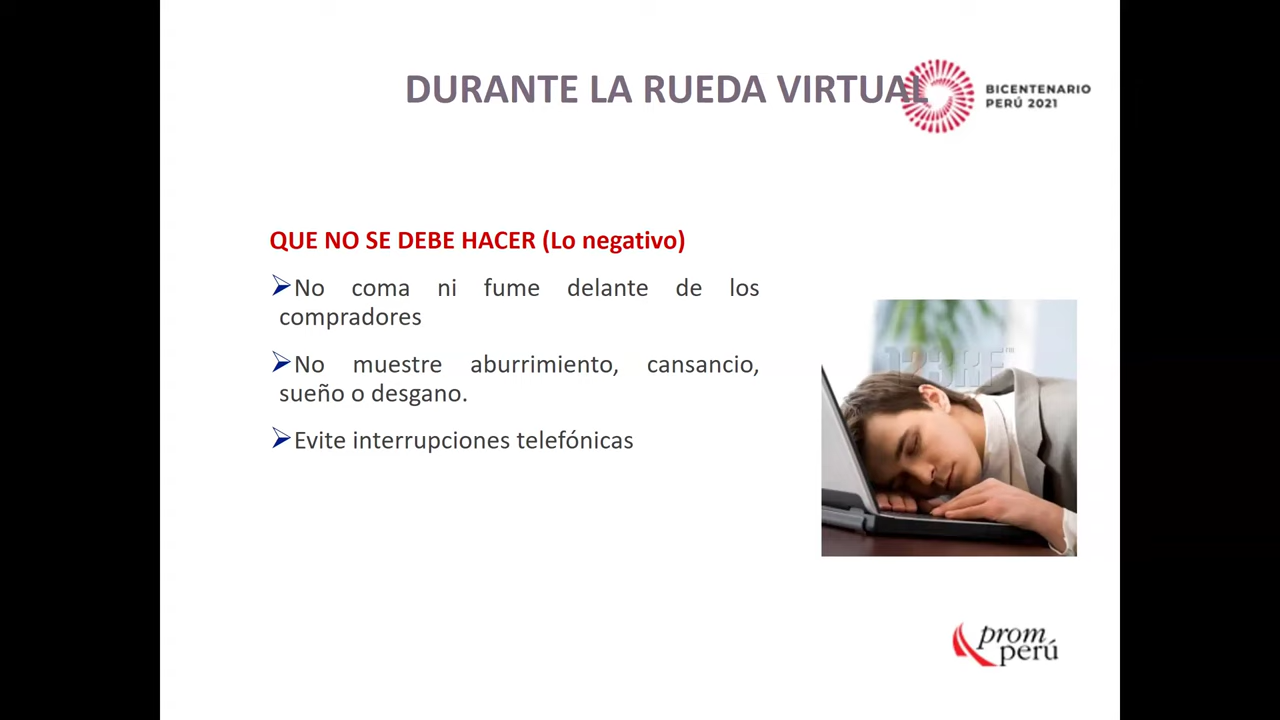 DURANTE LA RUEDA VIRTUAL
BICENTENARIO
PERÚ 2021
QUE NO SE DEBE HACER (Lo negativo)
No coma ni fume delante de los
compradores
No muestre aburrimiento, cansancio,
sueño o desgano.
Evite interrupciones telefónicas
123RF™
prom
perú